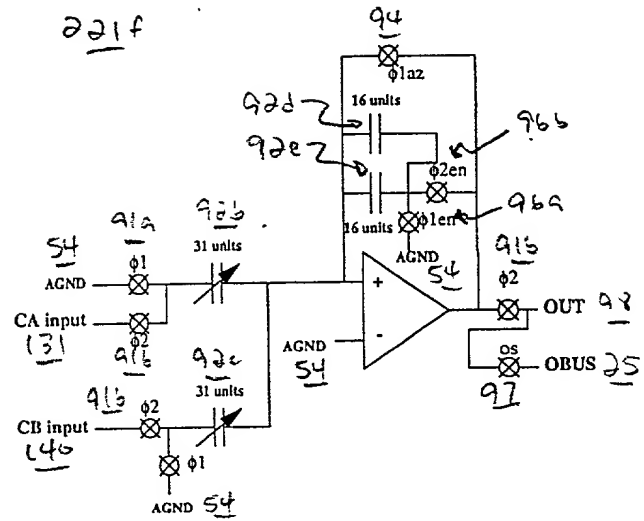 221f
94
φ1az
92d
16 units
96b
92e
φ2en
φ1en
96a
16 units
AGND
54
91b
φ2
54
91a
92b
φ1
31 units
AGND
CA input
131
φ2
91b
+
-
AGND
54
OUT
98
os
OBUS
25
97
92c
31 units
91b
φ2
CB input
140
φ1
AGND
54